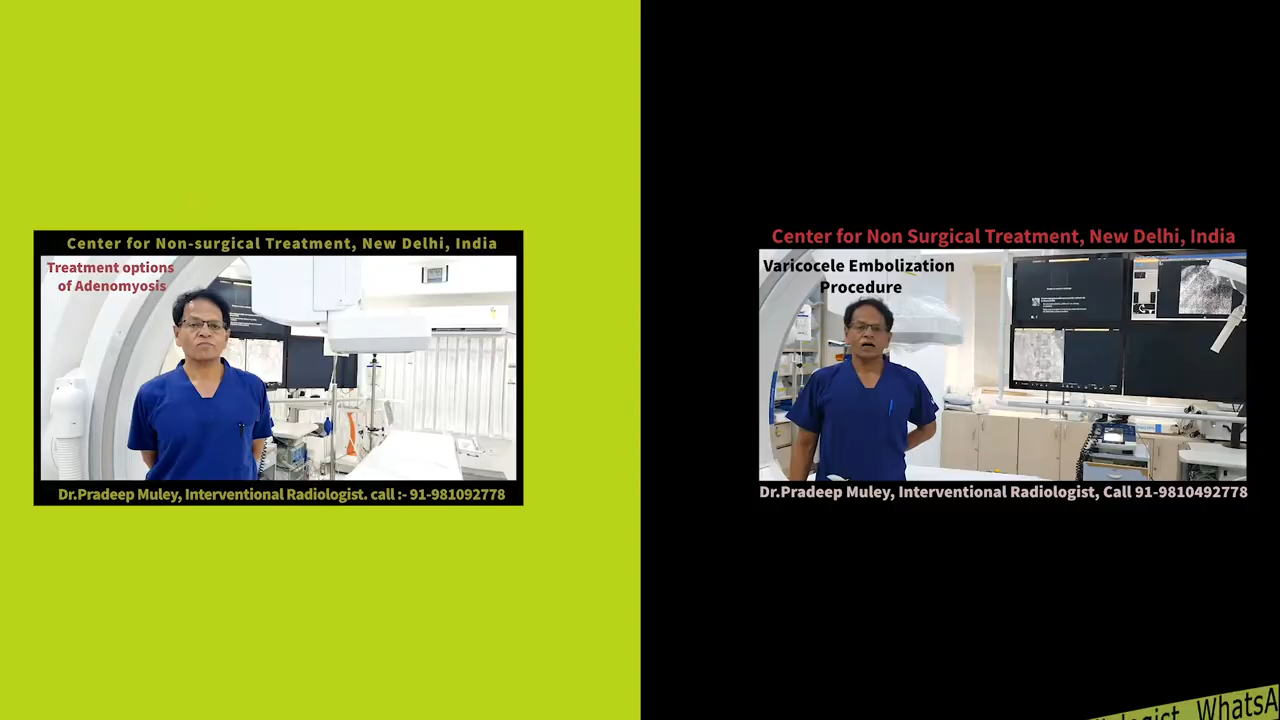 Center for Non-surgical Treatment, New Delhi, India
Treatment options
of Adenomyosis
Dr.Pradeep Muley, Interventional Radiologist. call :- 91-981092778
Center for Non Surgical Treatment, New Delhi, India
Varicocele Embolization
Procedure
Dr.Pradeep Muley, Interventional Radiologist, Call 91-9810492778
logist WhatsA